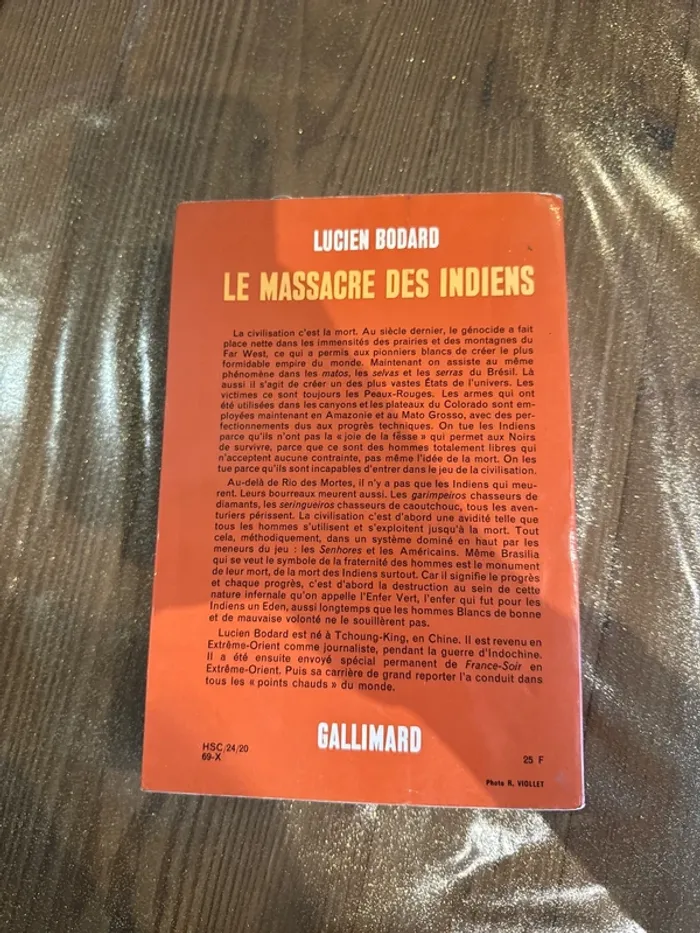 LUCIEN BODARD
LE MASSACRE DES INDIENS
La civilisation c'est la mort. Au siècle dernier, le génocide a fait
place nette dans les immensités des prairies et des montagnes du
Far West, ce qui a permis aux pionniers blancs de créer le plus
formidable empire du monde. Maintenant on assiste au même
phénomène dans les matos, les selvas et les serras du Brésil. Là
aussi il s'agit de créer un des plus vastes États de l'univers. Les
victimes ce sont toujours les Peaux-Rouges. Les armes qui ont
été utilisées dans les canyons et les plateaux du Colorado sont em-
ployées maintenant en Amazonie et au Mato Grosso, avec des per-
fectionnements dus aux progrès techniques. On tue les Indiens
parce qu'ils n'ont pas la « joie de la fesse » qui permet aux Noirs
de survivre, parce que ce sont des hommes totalement libres qui
n'acceptent aucune contrainte, pas même l'idée de la mort. On les
tue parce qu'ils sont incapables d'entrer dans le jeu de la civilisation.
Au-delà de Rio des Mortes, il n'y a pas que les Indiens qui meu-
rent. Leurs bourreaux meurent aussi. Les garimpeiros chasseurs de
diamants, les seringueiros chasseurs de caoutchouc, tous les aven-
turiers périssent. La civilisation c'est d'abord une avidité telle que
tous les hommes s'utilisent et s'exploitent jusqu'à la mort. Tout
cela, méthodiquement, dans un système dominé en haut par les
meneurs du jeu : les Senhores et les Américains. Même Brasilia
qui se veut le symbole de la fraternité des hommes est le monument
de leur mort, de la mort des Indiens surtout. Car il signifie le progrès
et chaque progrès, c'est d'abord la destruction au sein de cette
nature infernale qu'on appelle l'Enfer Vert, l'enfer qui fut pour les
Indiens un Eden, aussi longtemps que les hommes Blancs de bonne
et de mauvaise volonté ne le souillèrent pas.
Lucien Bodard est né à Tchoung-King, en Chine. Il est revenu en
Extrême-Orient comme journaliste, pendant la guerre d'Indochine.
Il a été ensuite envoyé spécial permanent de France-Soir en
Extrême-Orient. Puis sa carrière de grand reporter l'a conduit dans
tous les « points chauds » du monde.
GALLIMARD
HSC/24/20
69-X
25 F
Photo R. VIOLLET